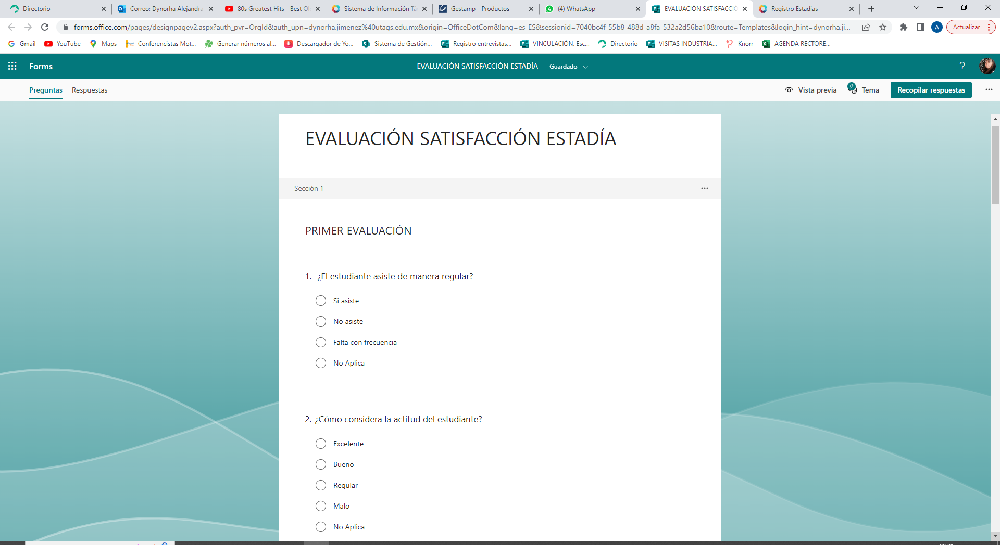 Directorio
Correo: Dynorha Alejandra
80s Greatest Hits - Best Ol
Sistema de Información Tá
Gestamp - Productos
(4) WhatsApp
EVALUACIÓN SATISFACCIÓ
Registro Estadias
forms.office.com/pages/designpagev2.aspx?auth_pvr=OrgId&auth_upn=dynorha.jimenez%40utags.edu.mx&origin=OfficeDotCom&lang=es-ES&sessionid=7040bc4f-55b8-488d-a8fa-532a2d56ba10&route=Templates&login_hint=dynorha.ji...
A
Actualizar
Gmail
YouTube
Maps
Conferencistas Mot...
Generar números al...
Descargador de Yo...
Sistema de Gestión...
Registro entrevistas...
VINCULACIÓN. Esc...
Directorio
VISITAS INDUSTRIA...
Knorr
AGENDA RECTORE...
Forms
EVALUACIÓN SATISFACCIÓN ESTADÍA - Guardado
?
Preguntas
Respuestas
Vista previa
Tema
Recopilar respuestas
EVALUACIÓN SATISFACCIÓN ESTADÍA
Sección 1
PRIMER EVALUACIÓN
1. ¿El estudiante asiste de manera regular?
Si asiste
No asiste
Falta con frecuencia
No Aplica
2. ¿Cómo considera la actitud del estudiante?
Excelente
Bueno
Regular
Malo
No Aplica